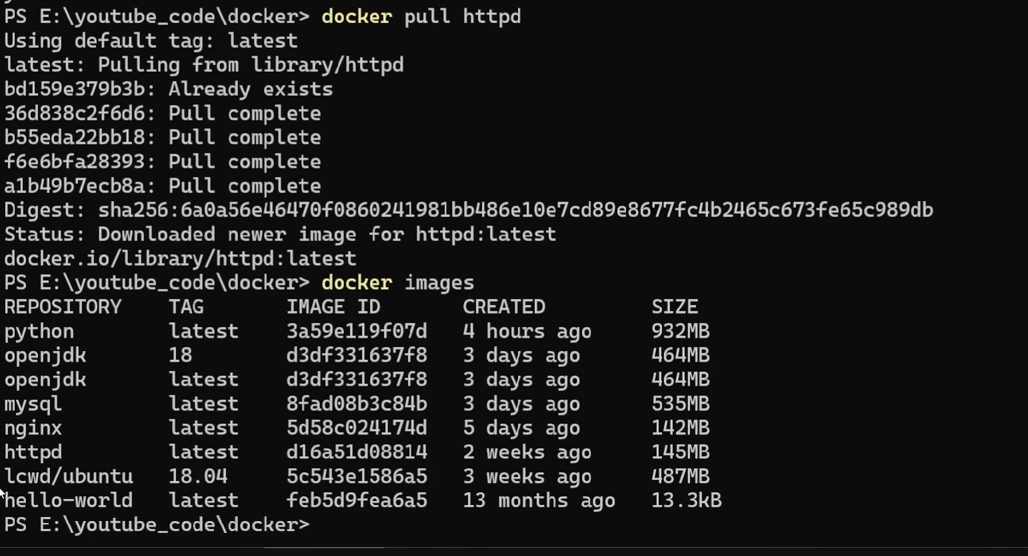 PS E:\youtube_code\docker> docker pull httpd
Using default tag: latest
latest: Pulling from library/httpd
bd159e379b3b: Already exists
36d838c2f6d6: Pull complete
b55eda22bb18: Pull complete
f6e6bfa28393: Pull complete
a1b49b7ecb8a: Pull complete
Digest: sha256:6a0a56e46470f0860241981bb486e10e7cd89e8677fc4b2465c673fe65c989db
Status: Downloaded newer image for httpd:latest
docker.io/library/httpd:latest
PS E:\youtube_code\docker> docker images
REPOSITORY TAG IMAGE ID CREATED SIZE
python latest 3a59e119f07d 4 hours ago 932MB
openjdk 18 d3df331637f8 3 days ago 464MB
openjdk latest d3df331637f8 3 days ago 464MB
mysql latest 8fad08b3c84b 3 days ago 535MB
nginx latest 5d58c024174d 5 days ago 142MB
httpd latest d16a51d08814 2 weeks ago 145MB
lcwd/ubuntu 18.04 5c543e1586a5 3 weeks ago 487MB
hello-world latest feb5d9fea6a5 13 months ago 13.3kB
PS E:\youtube_code\docker>